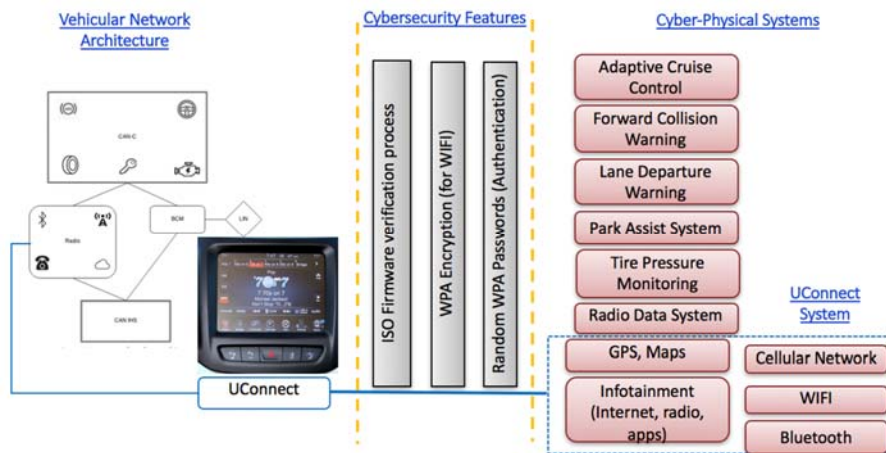 Vehicular Network
Architecture
Cybersecurity Features
Cyber-Physical Systems
CAN-C
Radio
BCM
LIN
CAN IHS
UConnect
ISO Firmware verification process
WPA Encryption (for WIFI)
Random WPA Passwords (Authentication)
Adaptive Cruise
Control
Forward Collision
Warning
Lane Departure
Warning
Park Assist System
Tire Pressure
Monitoring
Radio Data System
UConnect
System
GPS, Maps
Infotainment
(Internet, radio,
apps)
Cellular Network
WIFI
Bluetooth